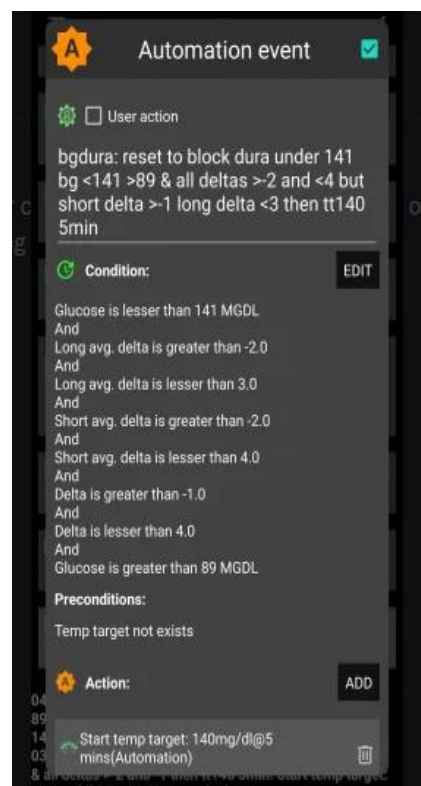 A
Automation event
User action
bgdura: reset to block dura under 141
bg <141 >89 & all deltas >-2 and <4 but
short delta >-1 long delta <3 then tt140
5min
Condition:
EDIT
Glucose is lesser than 141 MGDL
And
Long avg. delta is greater than -2.0
And
Long avg. delta is lesser 3.0
And
Short avg. delta is greater than -2.0
And
Short avg. delta is lesser 4.0
And
Delta is greater than -1.0
And
Delta is lesser 4.0
And
Glucose is greater than 89 MGDL
Preconditions:
Temp target not exists
A
Action:
ADD
04
89
14
03
Start temp target: 140mg/dl@5
mins(Automation)